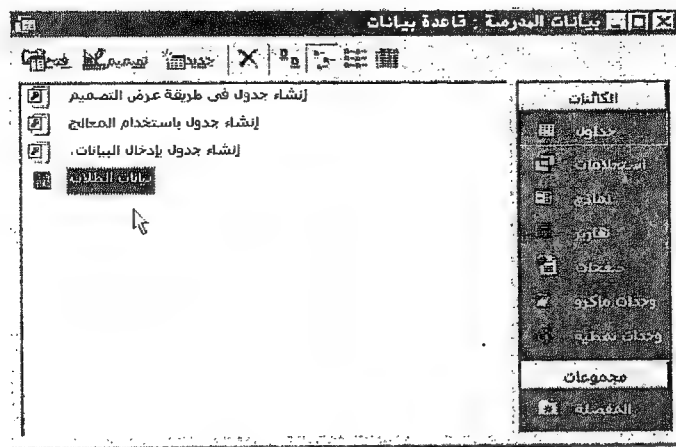 بيانات المدرسة : قاعدة بيانات
فتح تصميم جديد
الكائنات
جداول
استعلامات
نماذج
تقارير
صفحات
وحدات ماكرو
وحدات نمطية
مجموعات
المفضلة
إنشاء جدول في طريقة عرض التصميم
إنشاء جدول باستخدام المعالج
إنشاء جدول بإدخال البيانات.
بيانات الطلاب